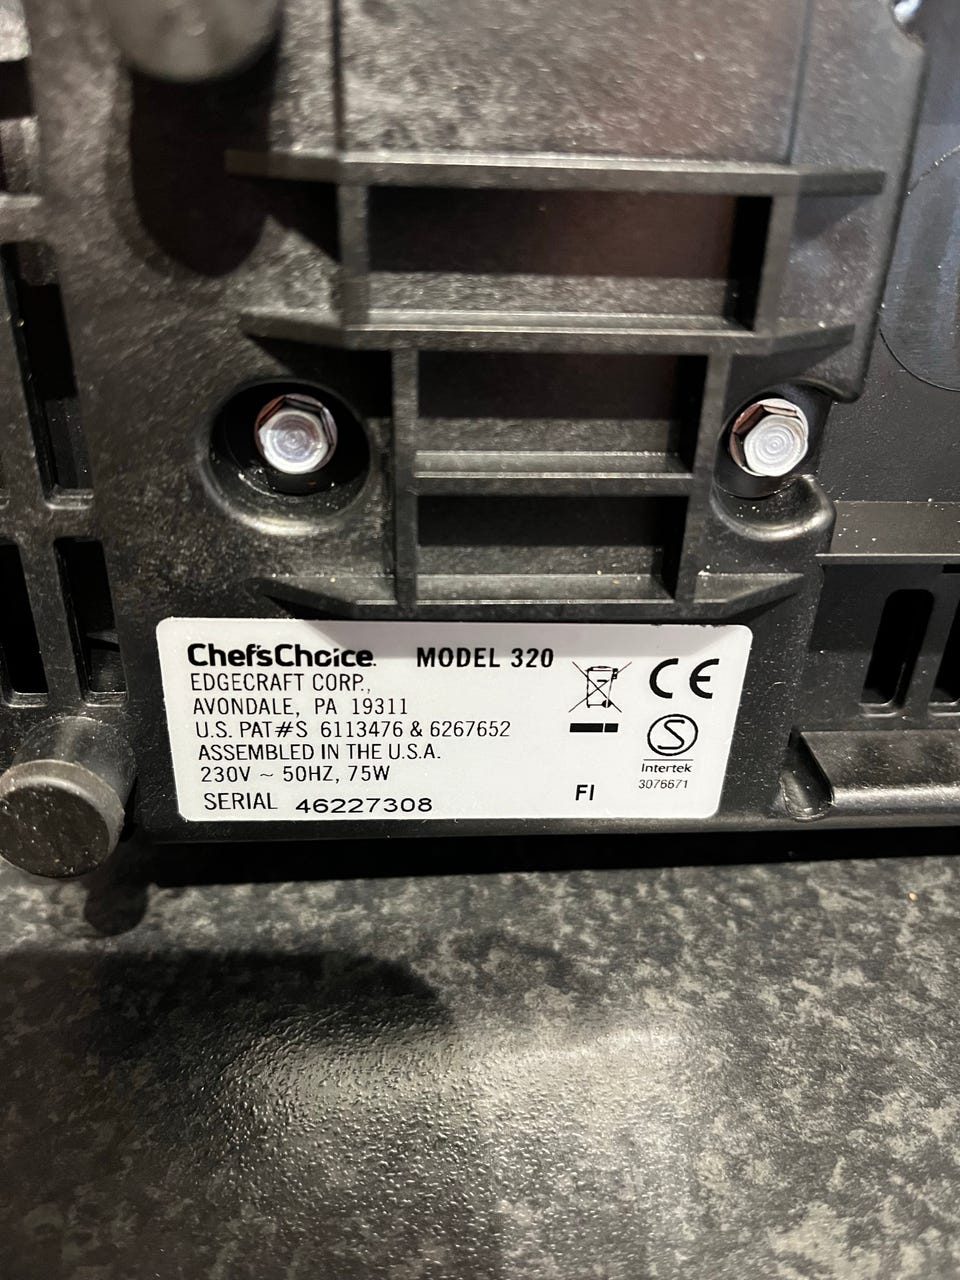 Chef'sChoice. MODEL 320
EDGECRAFT CORP.,
AVONDALE, PA 19311
U.S. PAT#S 6113476 & 6267652
ASSEMBLED IN THE U.S.A.
230V ~ 50HZ, 75W
SERIAL 46227308
FI
CE
S
Intertek
3076671